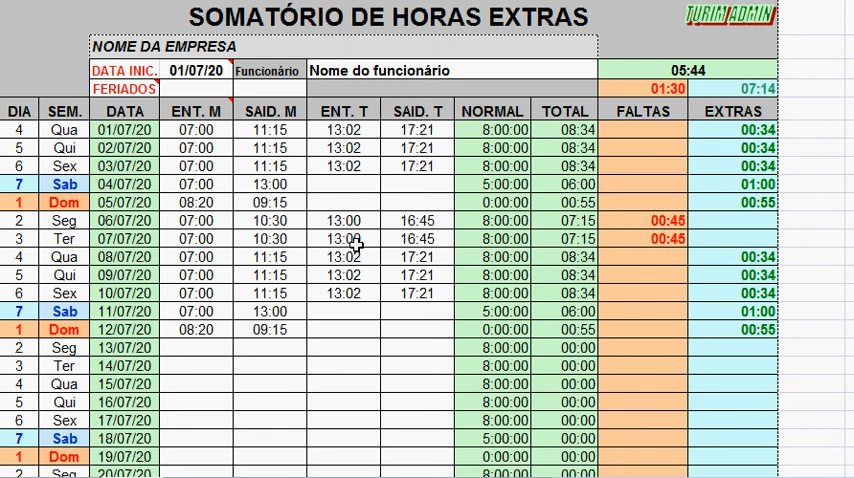 SOMATÓRIO DE HORAS EXTRAS
TURIM/ADMIN
NOME DA EMPRESA
DATA INIC. 01/07/20 Funcionário Nome do funcionário 05:44
FERIADOS 01:30 07:14
DIA SEM. DATA ENT. M SAID. M ENT. T SAID. T NORMAL TOTAL FALTAS EXTRAS
4 Qua 01/07/20 07:00 11:15 13:02 17:21 8:00:00 08:34 00:34
5 Qui 02/07/20 07:00 11:15 13:02 17:21 8:00:00 08:34 00:34
6 Sex 03/07/20 07:00 11:15 13:02 17:21 8:00:00 08:34 00:34
7 Sab 04/07/20 07:00 13:00 5:00:00 06:00 01:00
1 Dom 05/07/20 08:20 09:15 0:00:00 00:55 00:55
2 Seg 06/07/20 07:00 10:30 13:00 16:45 8:00:00 07:15 00:45
3 Ter 07/07/20 07:00 10:30 13:00 16:45 8:00:00 07:15 00:45
4 Qua 08/07/20 07:00 11:15 13:02 17:21 8:00:00 08:34 00:34
5 Qui 09/07/20 07:00 11:15 13:02 17:21 8:00:00 08:34 00:34
6 Sex 10/07/20 07:00 11:15 13:02 17:21 8:00:00 08:34 00:34
7 Sab 11/07/20 07:00 13:00 5:00:00 06:00 01:00
1 Dom 12/07/20 08:20 09:15 0:00:00 00:55 00:55
2 Seg 13/07/20 8:00:00 00:00
3 Ter 14/07/20 8:00:00 00:00
4 Qua 15/07/20 8:00:00 00:00
5 Qui 16/07/20 8:00:00 00:00
6 Sex 17/07/20 8:00:00 00:00
7 Sab 18/07/20 5:00:00 00:00
1 Dom 19/07/20 0:00:00 00:00
2 Seg 20/07/20 8:00:00 00:00